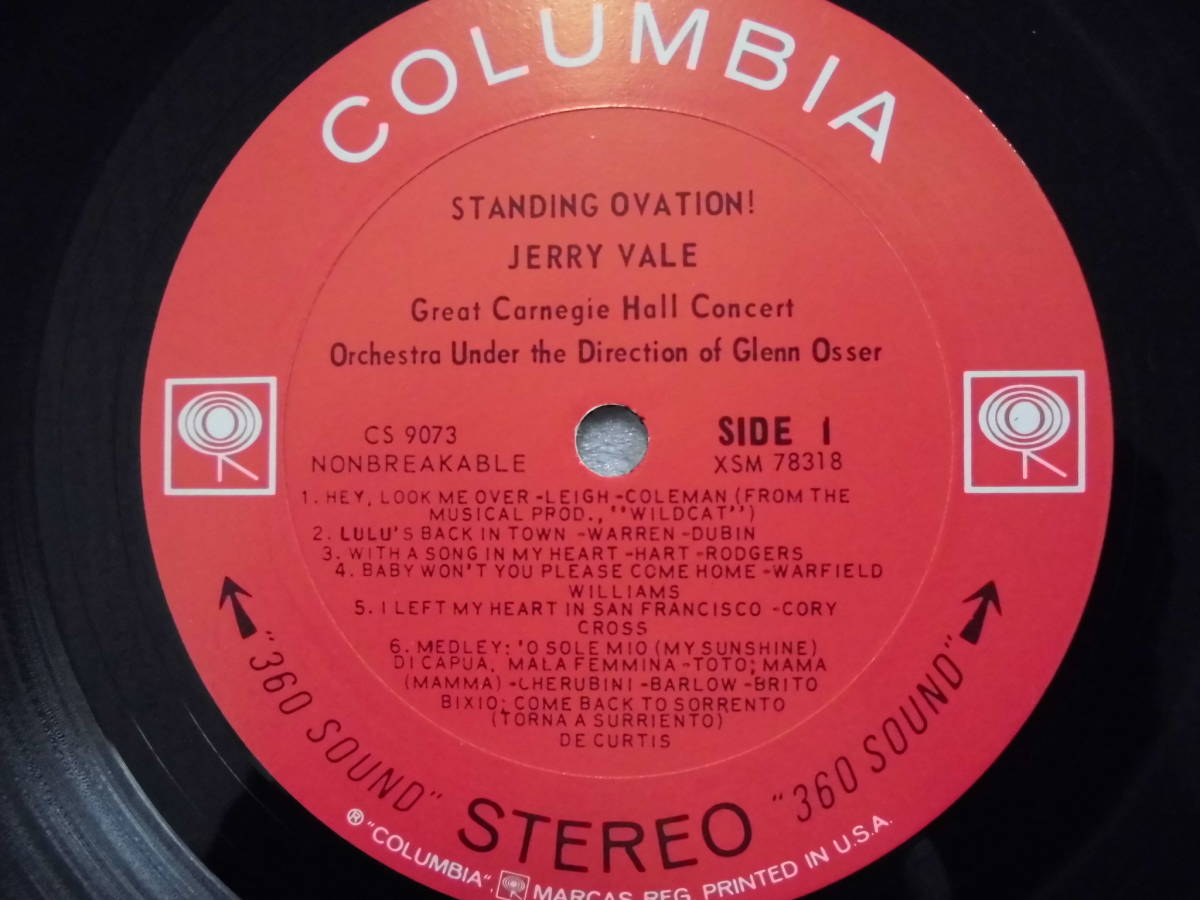 COLUMBIA
STANDING OVATION!
JERRY VALE
Great Carnegie Hall Concert
Orchestra Under the Direction of Glenn Osser
CS 9073
NONBREAKABLE
SIDE 1
XSM 78318
1. HEY, LOOK ME OVER -LEIGH -COLEMAN (FROM THE
MUSICAL PROD., "WILDCAT")
2. LULU'S BACK IN TOWN -WARREN -DUBIN
3. WITH A SONG IN MY HEART -HART -RODGERS
4. BABY WON'T YOU PLEASE COME HOME -WARFIELD
WILLIAMS
5. I LEFT MY HEART IN SAN FRANCISCO -CORY
CROSS
6. MEDLEY: 'O SOLE MIO (MY SUNSHINE)
DI CAPUA, MALA FEMMINA -TOTO; MAMA
(MAMMA) -CHERUBINI -BARLOW -BRITO
BIXIO; COME BACK TO SORRENTO
(TORNA A SURRIENTO)
DE CURTIS
"360 SOUND"
STEREO
"360 SOUND"
® "COLUMBIA", MARCAS REG. PRINTED IN U.S.A.